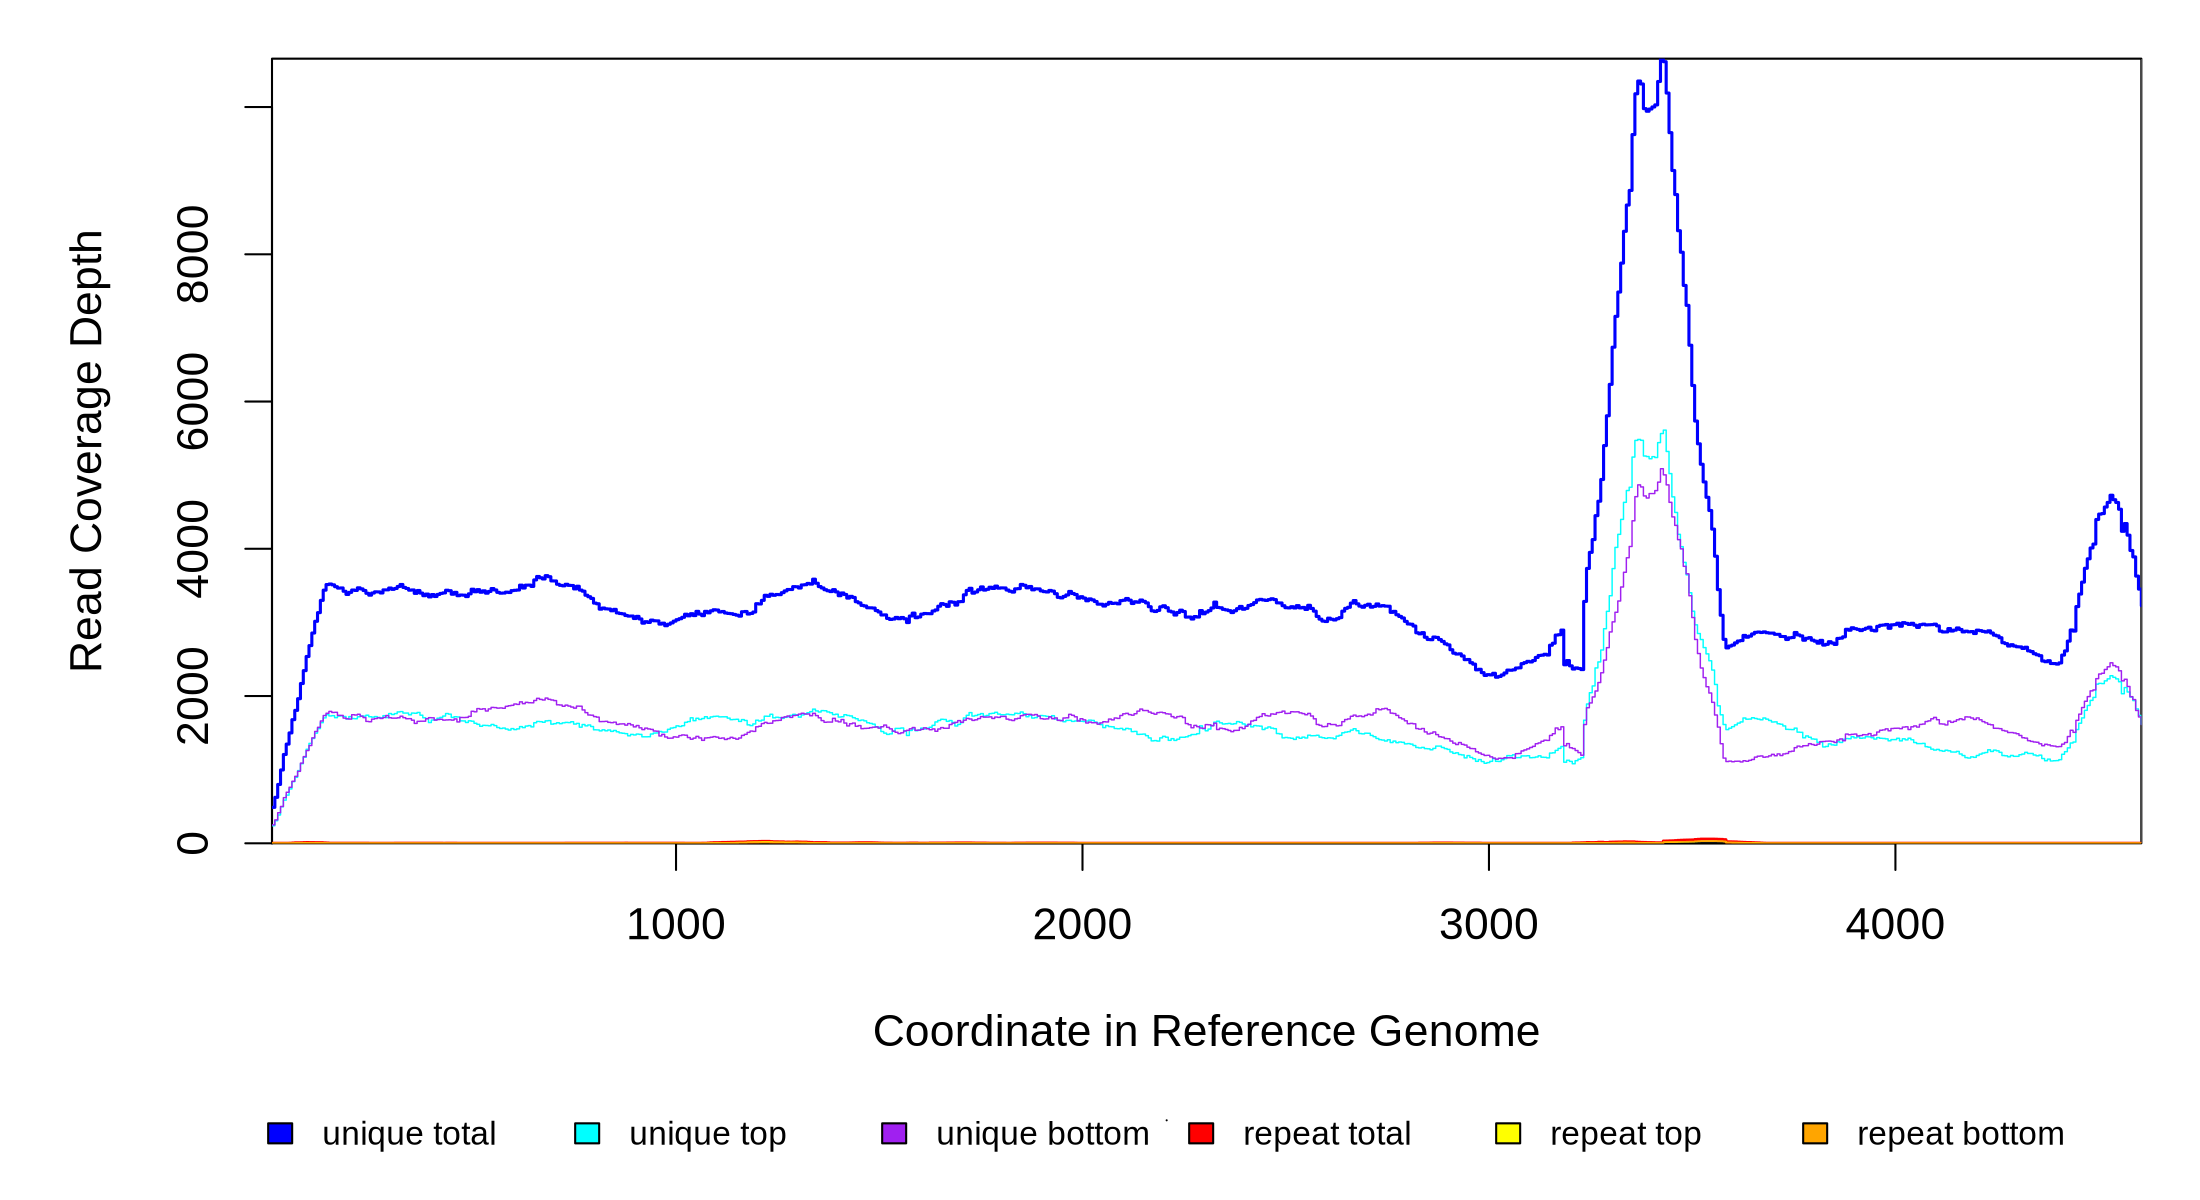 Read Coverage Depth
8000
6000
4000
2000
0
1000 2000 3000 4000
Coordinate in Reference Genome
unique total unique top unique bottom repeat total repeat top repeat bottom